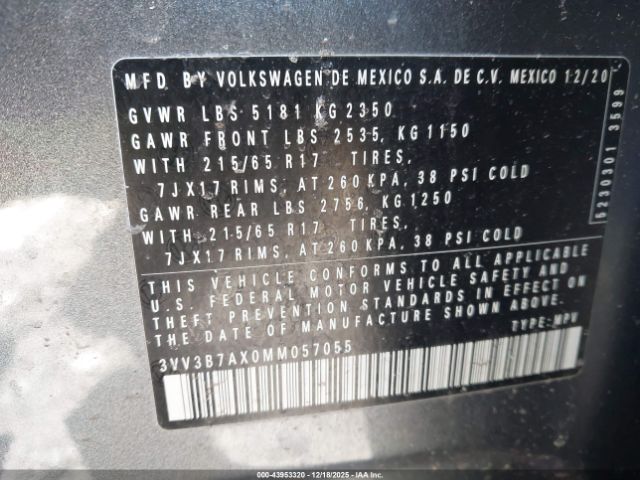 MFD BY VOLKSWAGEN DE MEXICO S.A. DE C.V. MEXICO 12/20
GVWR LBS 5181 KG 2350
GAWR FRONT LBS 2535, KG 1150
WITH 215/65 R17 TIRES,
7JX17 RIMS, AT 260 KPA, 38 PSI COLD
GAWR REAR LBS 2756, KG 1250
WITH 215/65 R17 TIRES,
7JX17 RIMS, AT 260 KPA, 38 PSI COLD
THIS VEHICLE CONFORMS TO ALL APPLICABLE
U.S. FEDERAL MOTOR VEHICLE SAFETY AND
THEFT PREVENTION STANDARDS IN EFFECT ON
THE DATE OF MANUFACTURE SHOWN ABOVE.
TYPE: MPV
3VV3B7AX0MM057055
5230301 3599
000-43953320 - 12/18/2025 - IAA Inc.